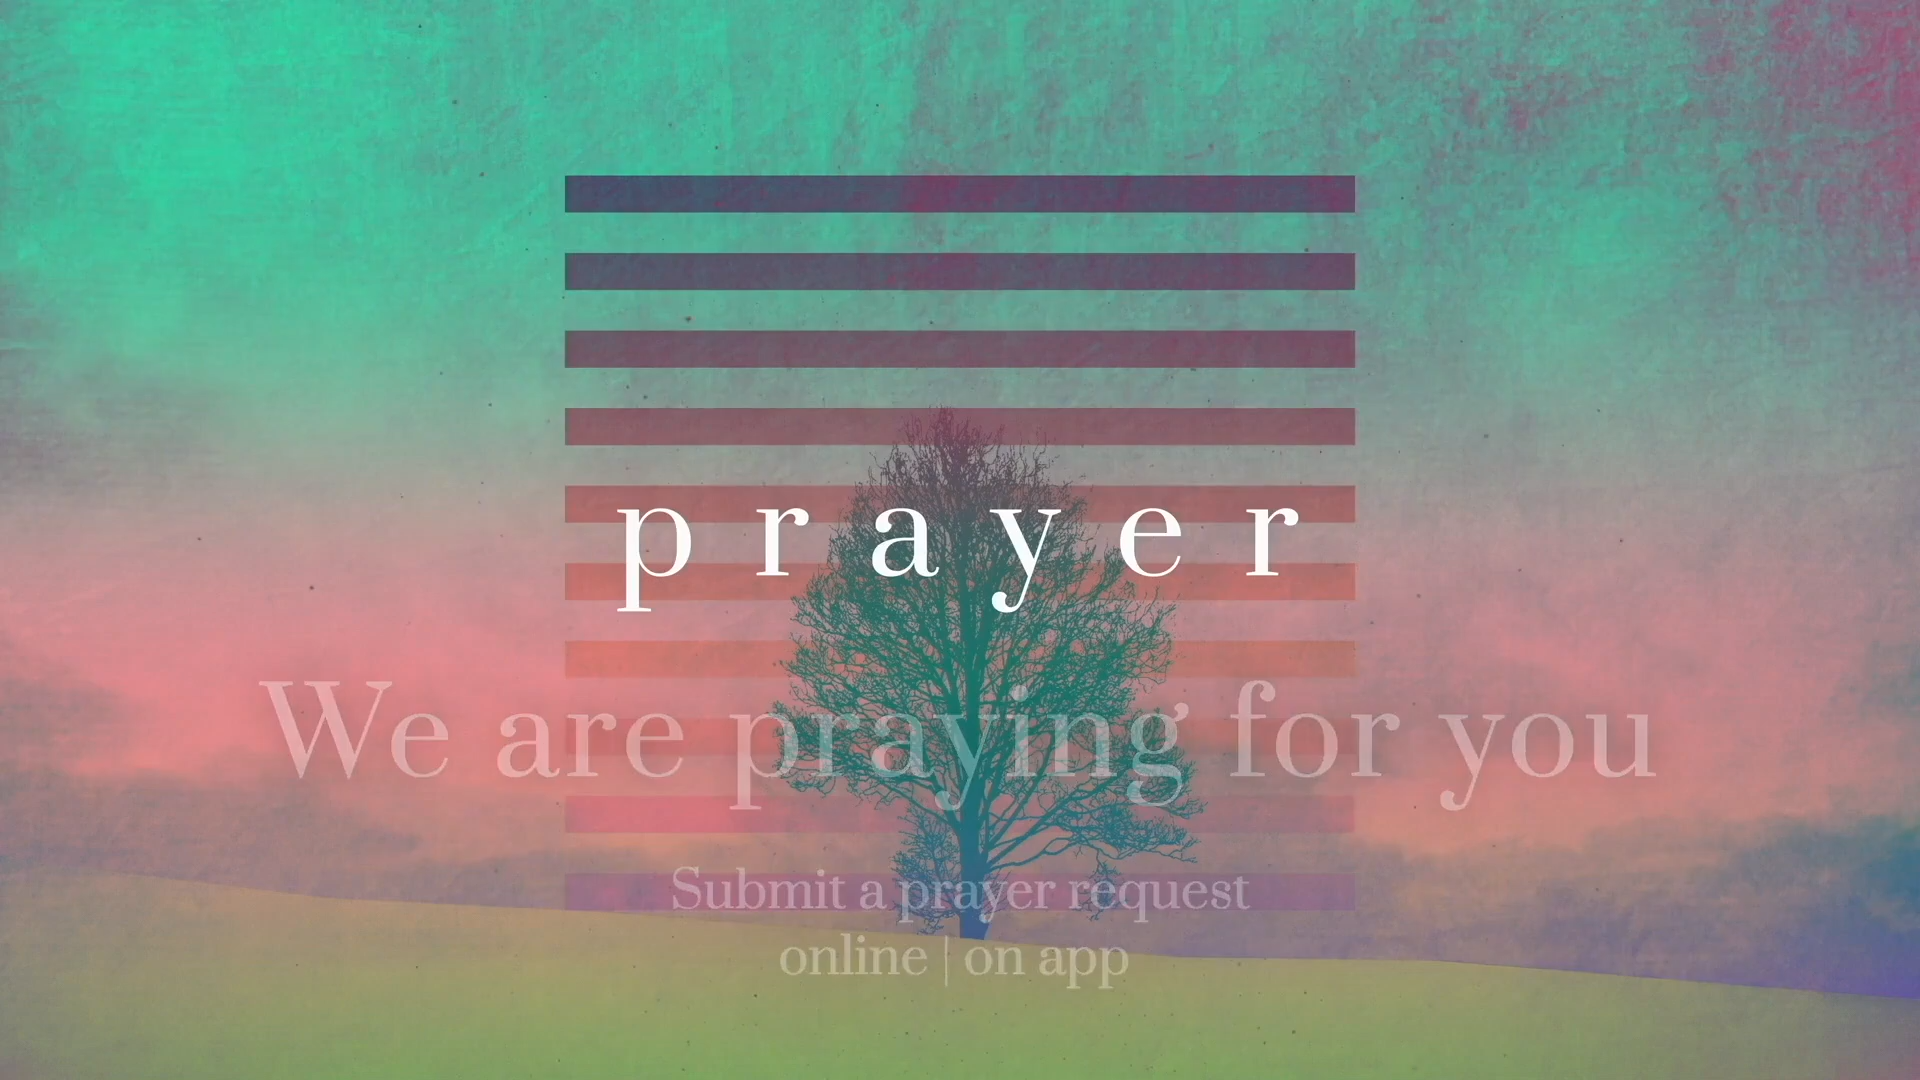 prayer
We are praying for you
Submit a prayer request
online | on app